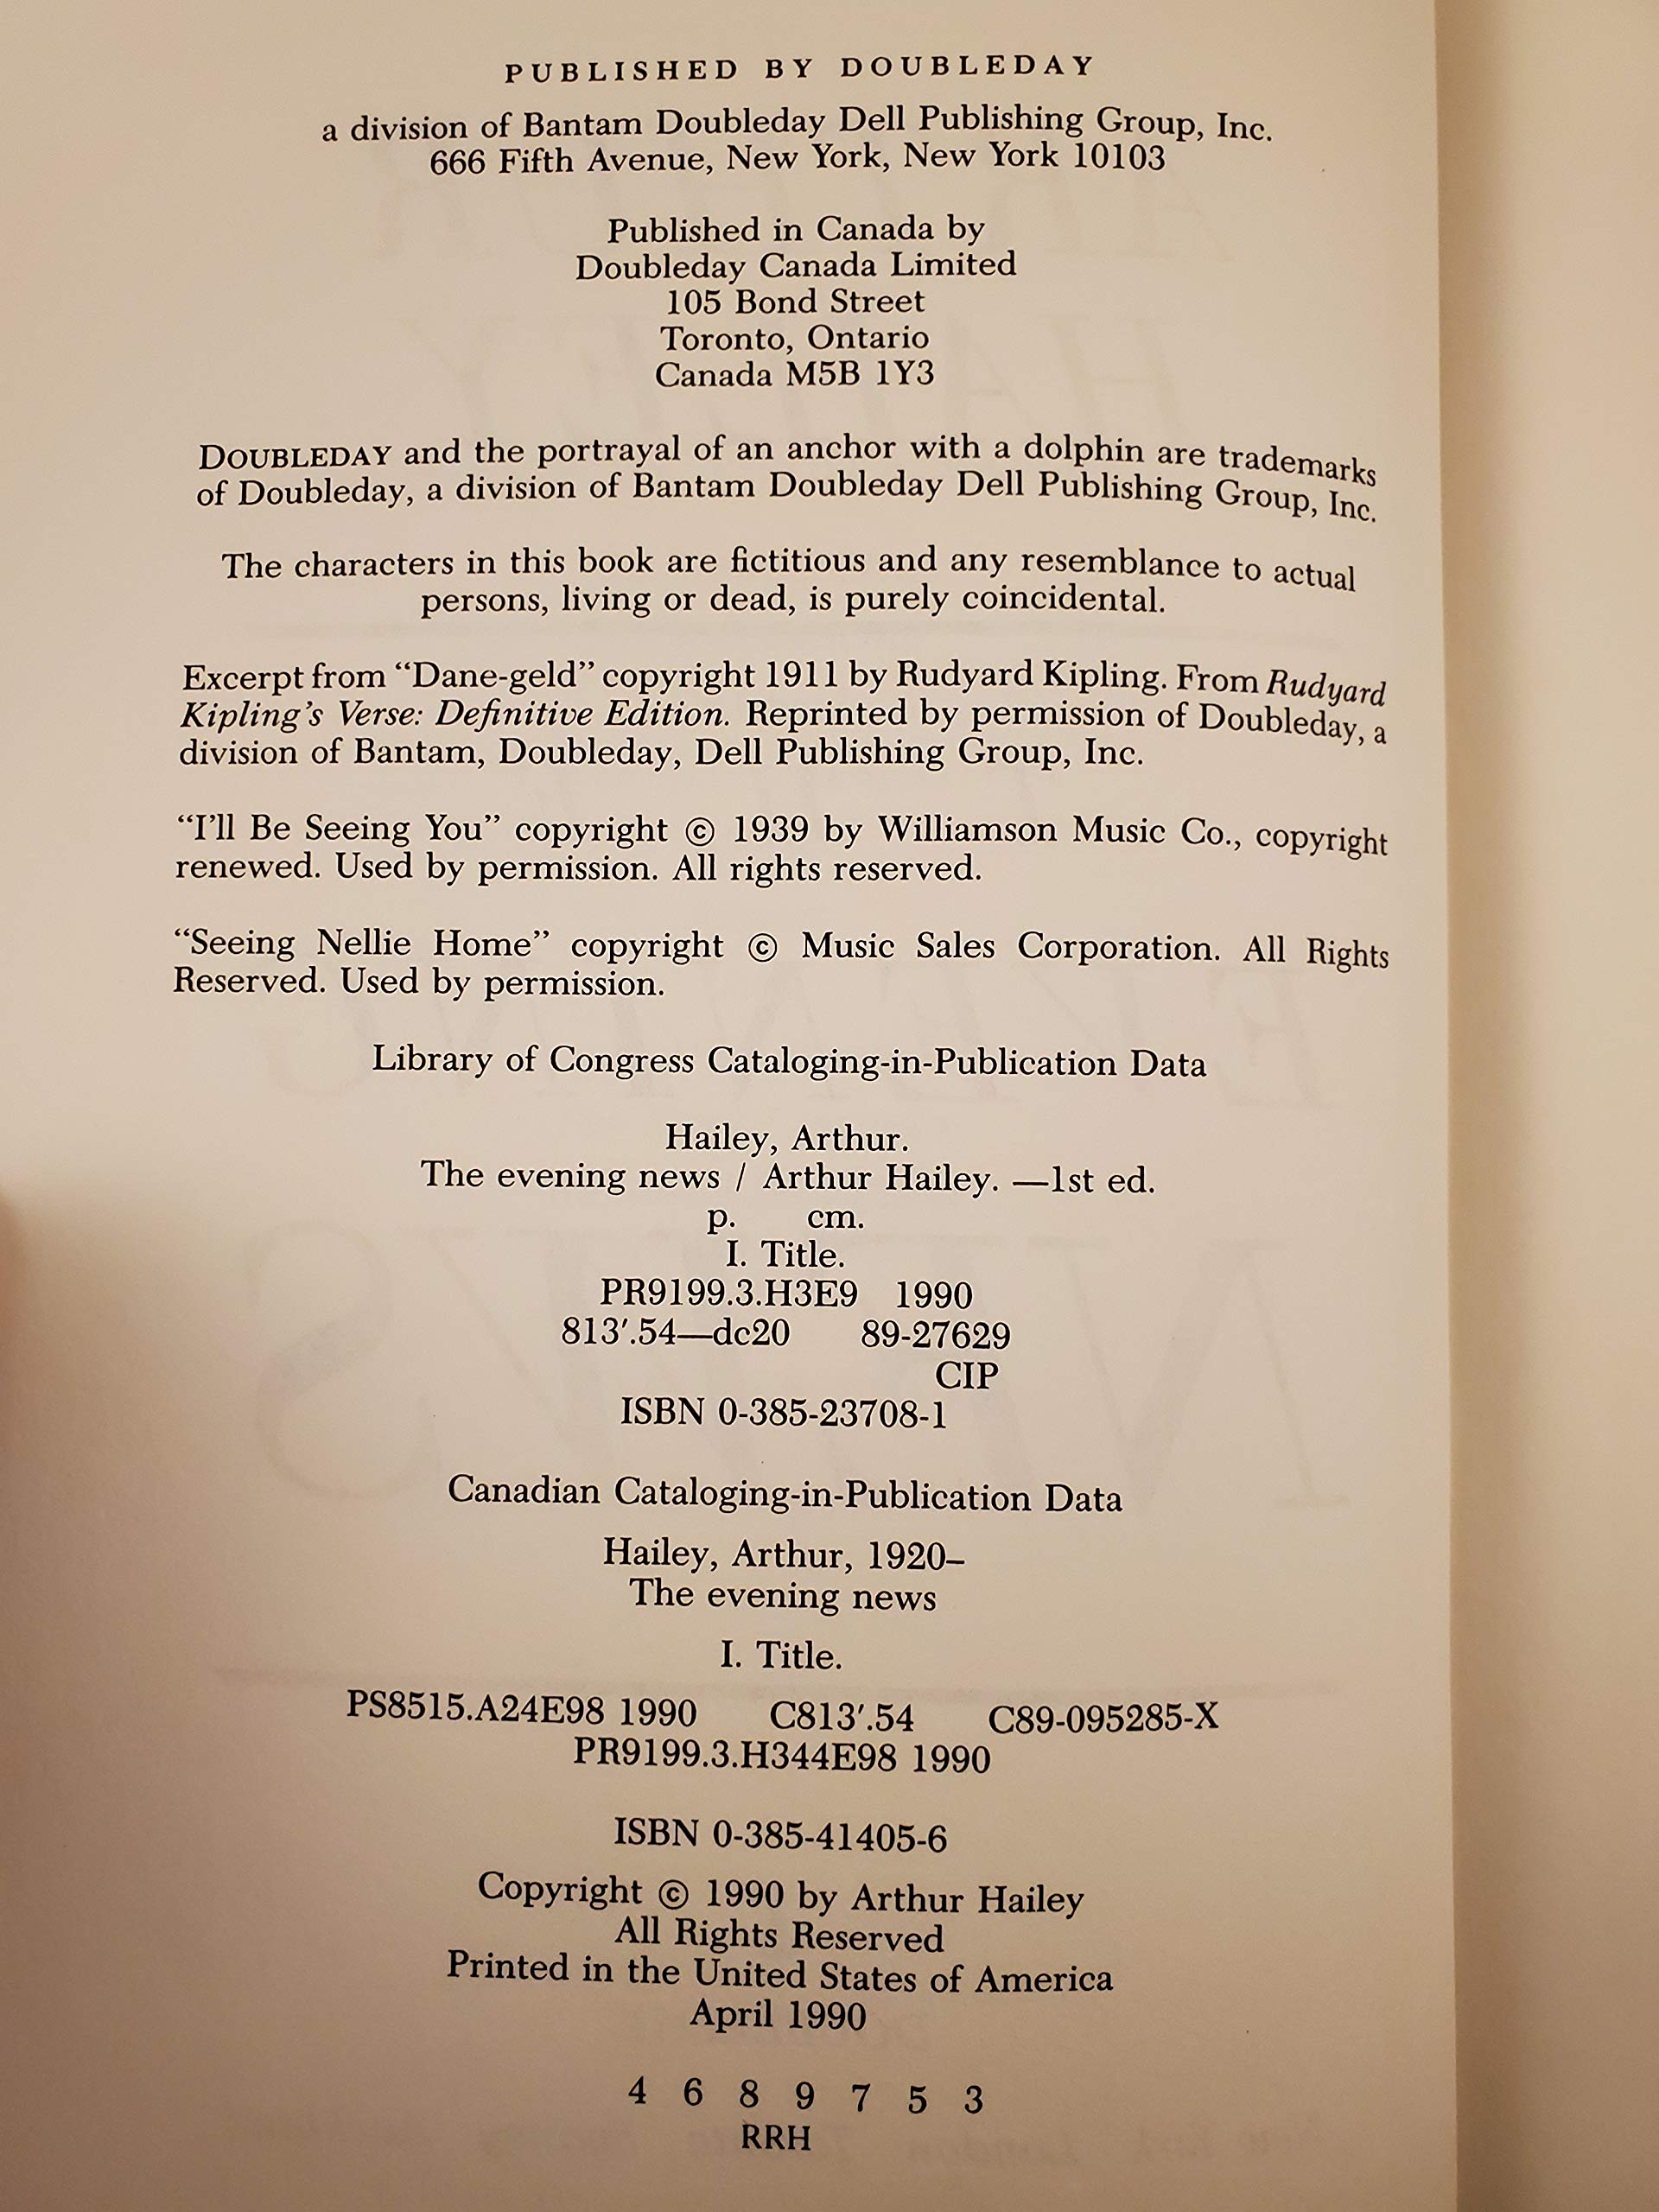 PUBLISHED BY DOUBLEDAY
a division of Bantam Doubleday Dell Publishing Group, Inc.
666 Fifth Avenue, New York, New York 10103
Published in Canada by
Doubleday Canada Limited
105 Bond Street
Toronto, Ontario
Canada M5B 1Y3
DOUBLEDAY and the portrayal of an anchor with a dolphin are trademarks
of Doubleday, a division of Bantam Doubleday Dell Publishing Group, Inc.
The characters in this book are fictitious and any resemblance to actual
persons, living or dead, is purely coincidental.
Excerpt from “Dane-geld” copyright 1911 by Rudyard Kipling. From Rudyard
Kipling’s Verse: Definitive Edition. Reprinted by permission of Doubleday, a
division of Bantam, Doubleday, Dell Publishing Group, Inc.
“I’ll Be Seeing You” copyright © 1939 by Williamson Music Co., copyright
renewed. Used by permission. All rights reserved.
“Seeing Nellie Home” copyright © Music Sales Corporation. All Rights
Reserved. Used by permission.
Library of Congress Cataloging-in-Publication Data
Hailey, Arthur.
The evening news / Arthur Hailey. —1st ed.
p. cm.
I. Title.
PR9199.3.H3E9 1990
813′.54—dc20 89-27629
CIP
ISBN 0-385-23708-1
Canadian Cataloging-in-Publication Data
Hailey, Arthur, 1920–
The evening news
I. Title.
PS8515.A24E98 1990 C813′.54 C89-095285-X
PR9199.3.H344E98 1990
ISBN 0-385-41405-6
Copyright © 1990 by Arthur Hailey
All Rights Reserved
Printed in the United States of America
April 1990
4 6 8 9 7 5 3
RRH